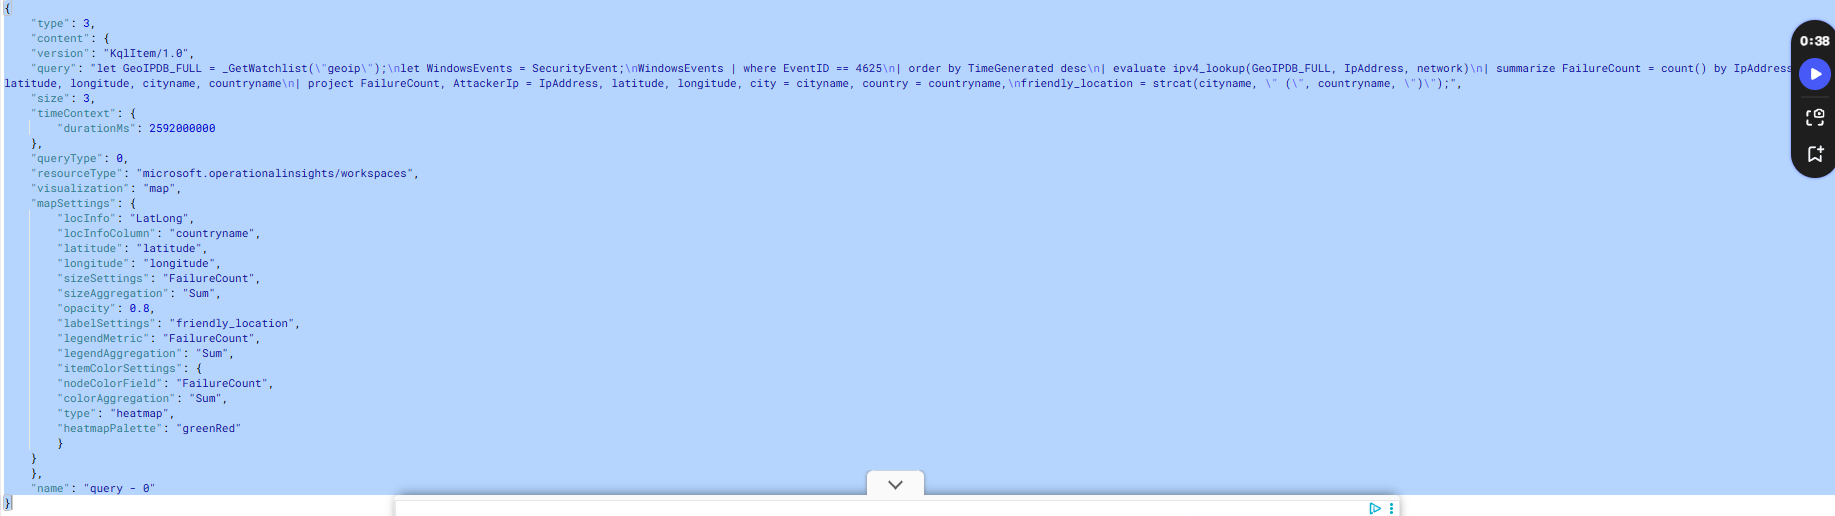 {
"type": 3,
"content": {
"version": "KqlItem/1.0",
"query": "let GeoIPDB_FULL = _GetWatchlist(\"geoip\");\nlet WindowsEvents = SecurityEvent;\nWindowsEvents | where EventID == 4625\n| order by TimeGenerated desc\n| evaluate ipv4_lookup(GeoIPDB_FULL, IpAddress, network)\n| summarize FailureCount = count() by IpAddress
latitude, longitude, cityname, countryname\n| project FailureCount, AttackerIp = IpAddress, latitude, longitude, city = cityname, country = countryname,\nfriendly_location = strcat(cityname, \" (\", countryname, \")\");",
"size": 3,
"timeContext": {
"durationMs": 2592000000
},
"queryType": 0,
"resourceType": "microsoft.operationalinsights/workspaces",
"visualization": "map",
"mapSettings": {
"locInfo": "LatLong",
"locInfoColumn": "countryname",
"latitude": "latitude",
"longitude": "longitude",
"sizeSettings": "FailureCount",
"sizeAggregation": "Sum",
"opacity": 0.8,
"labelSettings": "friendly_location",
"legendMetric": "FailureCount",
"legendAggregation": "Sum",
"itemColorSettings": {
"nodeColorField": "FailureCount",
"colorAggregation": "Sum",
"type": "heatmap",
"heatmapPalette": "greenRed"
}
}
},
"name": "query - 0"
}
0:38